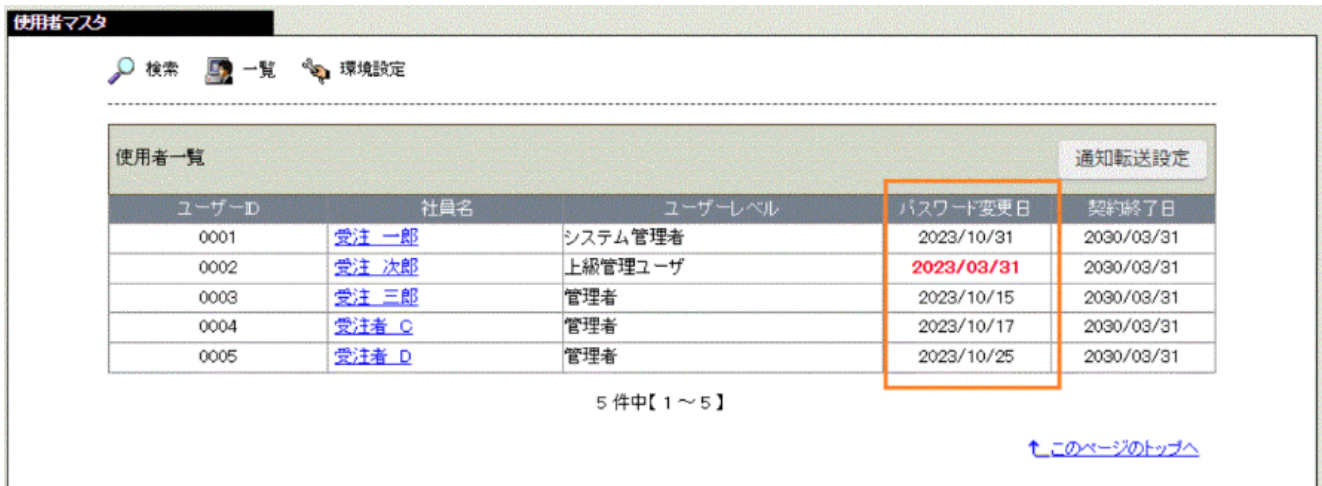 使用者マスタ
検索 一覧 環境設定
使用者一覧 通知転送設定
ユーザーID 社員名 ユーザーレベル パスワード変更日 契約終了日
0001 受注 一郎 システム管理者 2023/10/31 2030/03/31
0002 受注 次郎 上級管理ユーザ 2023/03/31 2030/03/31
0003 受注 三郎 管理者 2023/10/15 2030/03/31
0004 受注者 C 管理者 2023/10/17 2030/03/31
0005 受注者 D 管理者 2023/10/25 2030/03/31
5 件中【 1 ～ 5 】
このページのトップへ